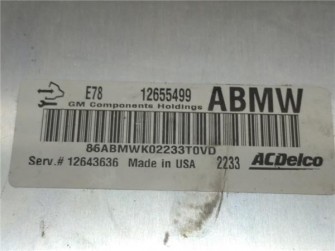 E78 12655499 ABMW
GM Components Holdings
86ABMWK02233T0VD
Serv.# 12643636 Made in USA 2233 ACDelco